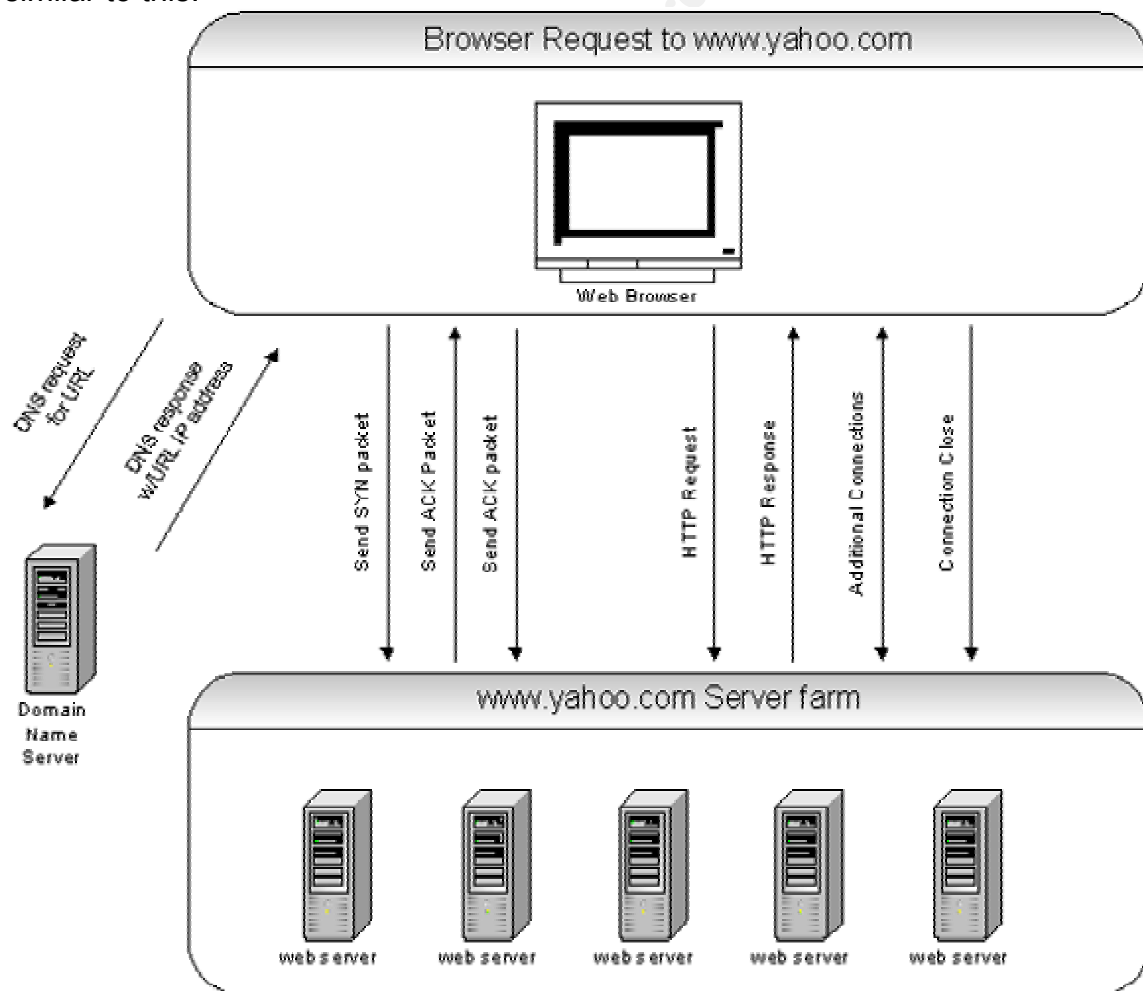 similar to this:
Browser Request to www.yahoo.com
Web Browser
DNS request
for URL
DNS response
w/URL IP address
Send SYN packet
Send ACK Packet
Send ACK packet
HTTP Request
HTTP Response
Additional Connections
Connection Close
Domain
Name
Server
www.yahoo.com Server farm
web server
web server
web server
web server
web server